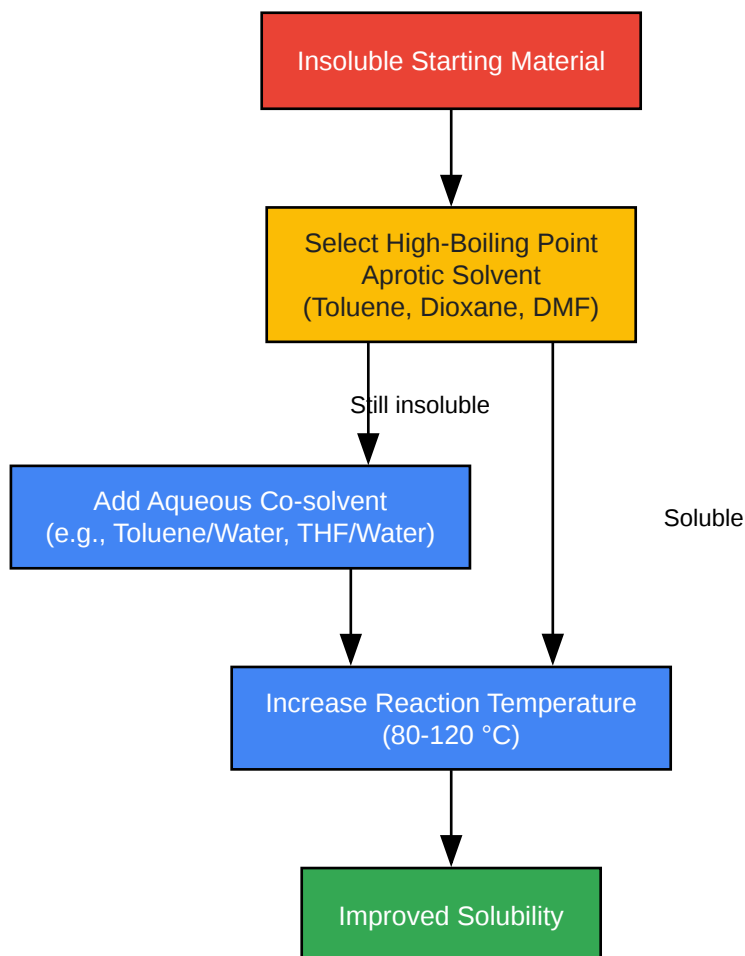 Insoluble Starting Material
Select High-Boiling Point
Aprotic Solvent
(Toluene, Dioxane, DMF)
Still insoluble
Add Aqueous Co-solvent
(e.g., Toluene/Water, THF/Water)
Soluble
Increase Reaction Temperature
(80-120 °C)
Improved Solubility